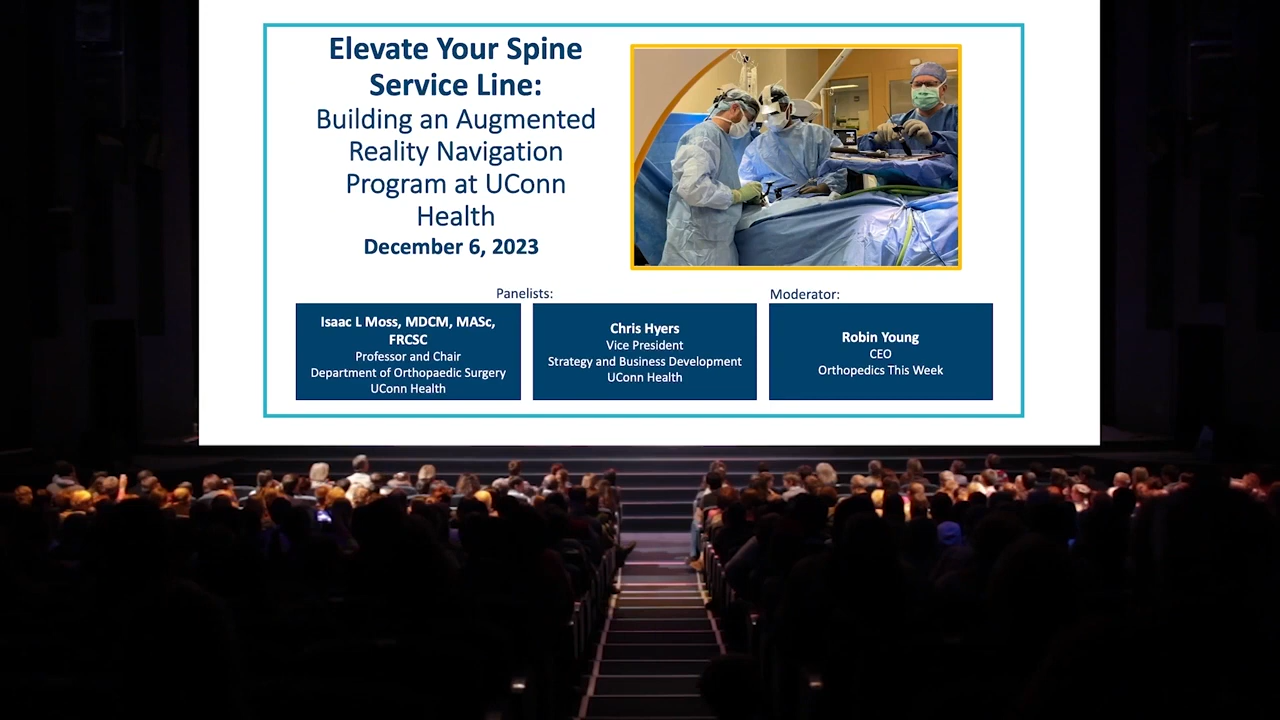 Elevate Your Spine
Service Line:
Building an Augmented
Reality Navigation
Program at UConn
Health
December 6, 2023
Panelists:
Isaac L Moss, MDCM, MASc,
FRCSC
Professor and Chair
Department of Orthopaedic Surgery
UConn Health
Chris Hyers
Vice President
Strategy and Business Development
UConn Health
Moderator:
Robin Young
CEO
Orthopedics This Week